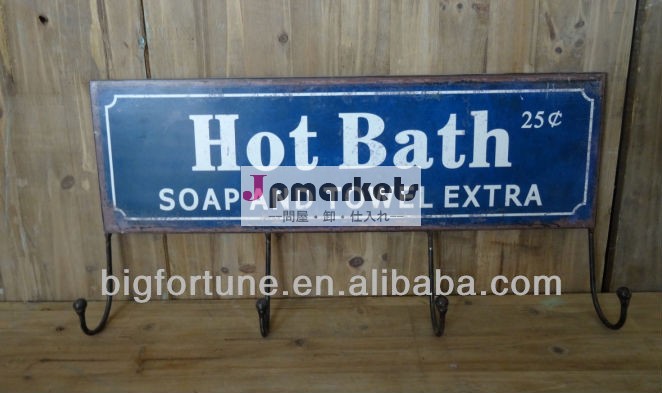 Hot Bath 25¢
SOAP AND TOWEL EXTRA
Jpmarkets
—問屋・卸・仕入れ—
bigfortune.en.alibaba.com